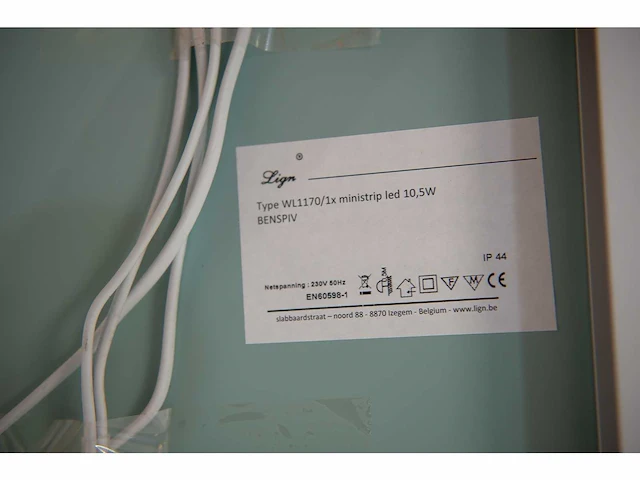 Lign ®
Type WL1170/1x ministrip led 10,5W
BENSPIV
IP 44
Netspanning : 230V 50Hz
F M CE
EN60598-1
slabbaardstraat – noord 88 - 8870 Izegem - Belgium - www.lign.be